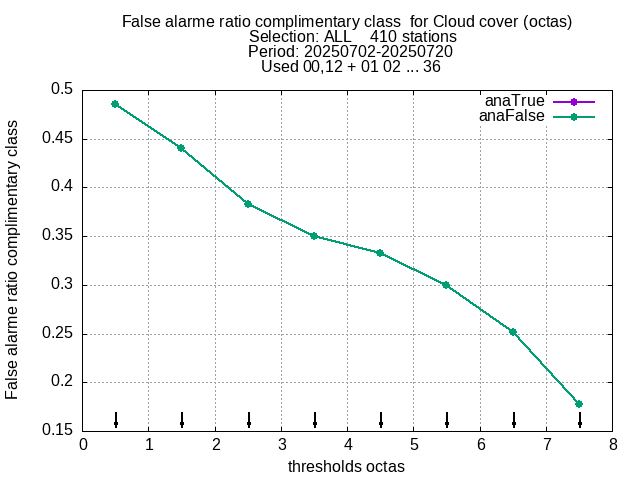 False alarme ratio complimentary class  for Cloud cover (octas)
Selection: ALL    410 stations
Period: 20250702-20250720
Used 00,12 + 01 02 ... 36
anaTrue
anaFalse
False alarme ratio complimentary class
0.5
0.45
0.4
0.35
0.3
0.25
0.2
0.15
0 1 2 3 4 5 6 7 8
thresholds octas